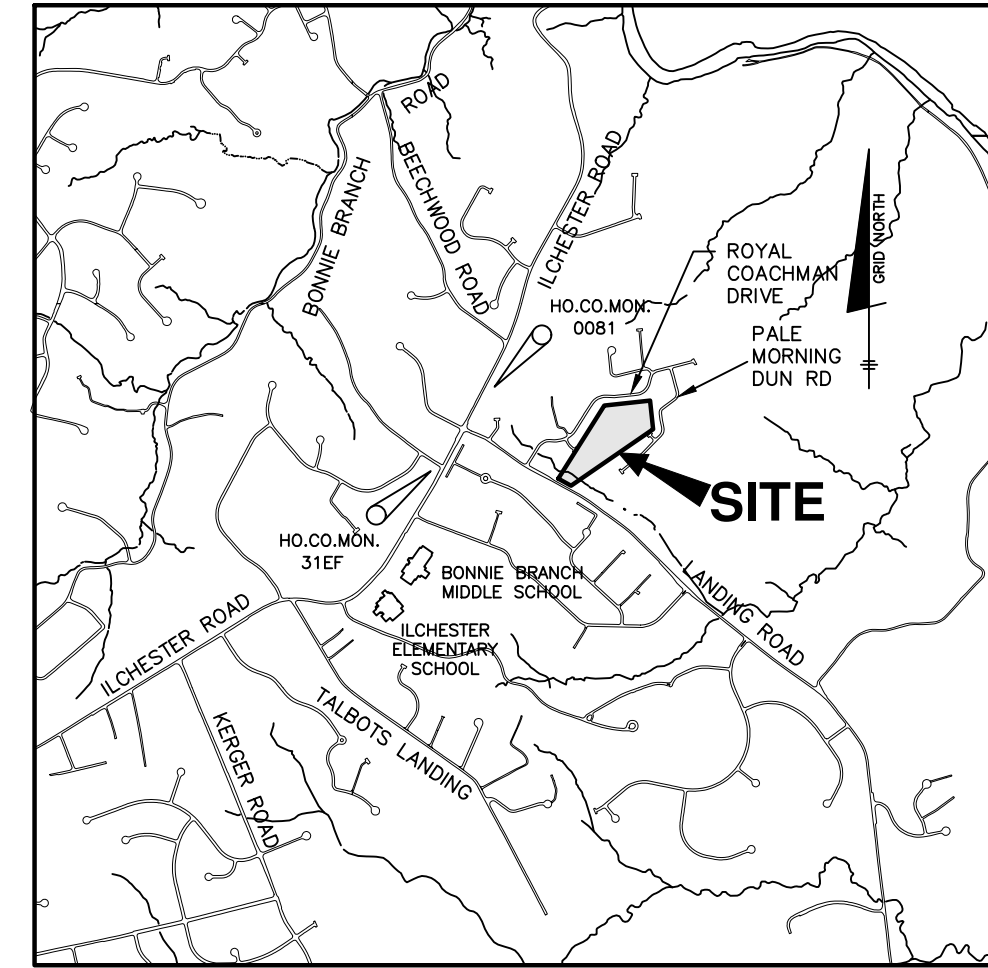 ROAD
BEECHWOOD ROAD
BONNIE BRANCH
ILCHESTER ROAD
GRID NORTH
ROYAL
COACHMAN
DRIVE
HO.CO.MON.
0081
PALE
MORNING
DUN RD
SITE
HO.CO.MON.
31EF
BONNIE BRANCH
MIDDLE SCHOOL
LANDING ROAD
ILCHESTER
ELEMENTARY
SCHOOL
ILCHESTER ROAD
TALBOTS LANDING
KERGER ROAD